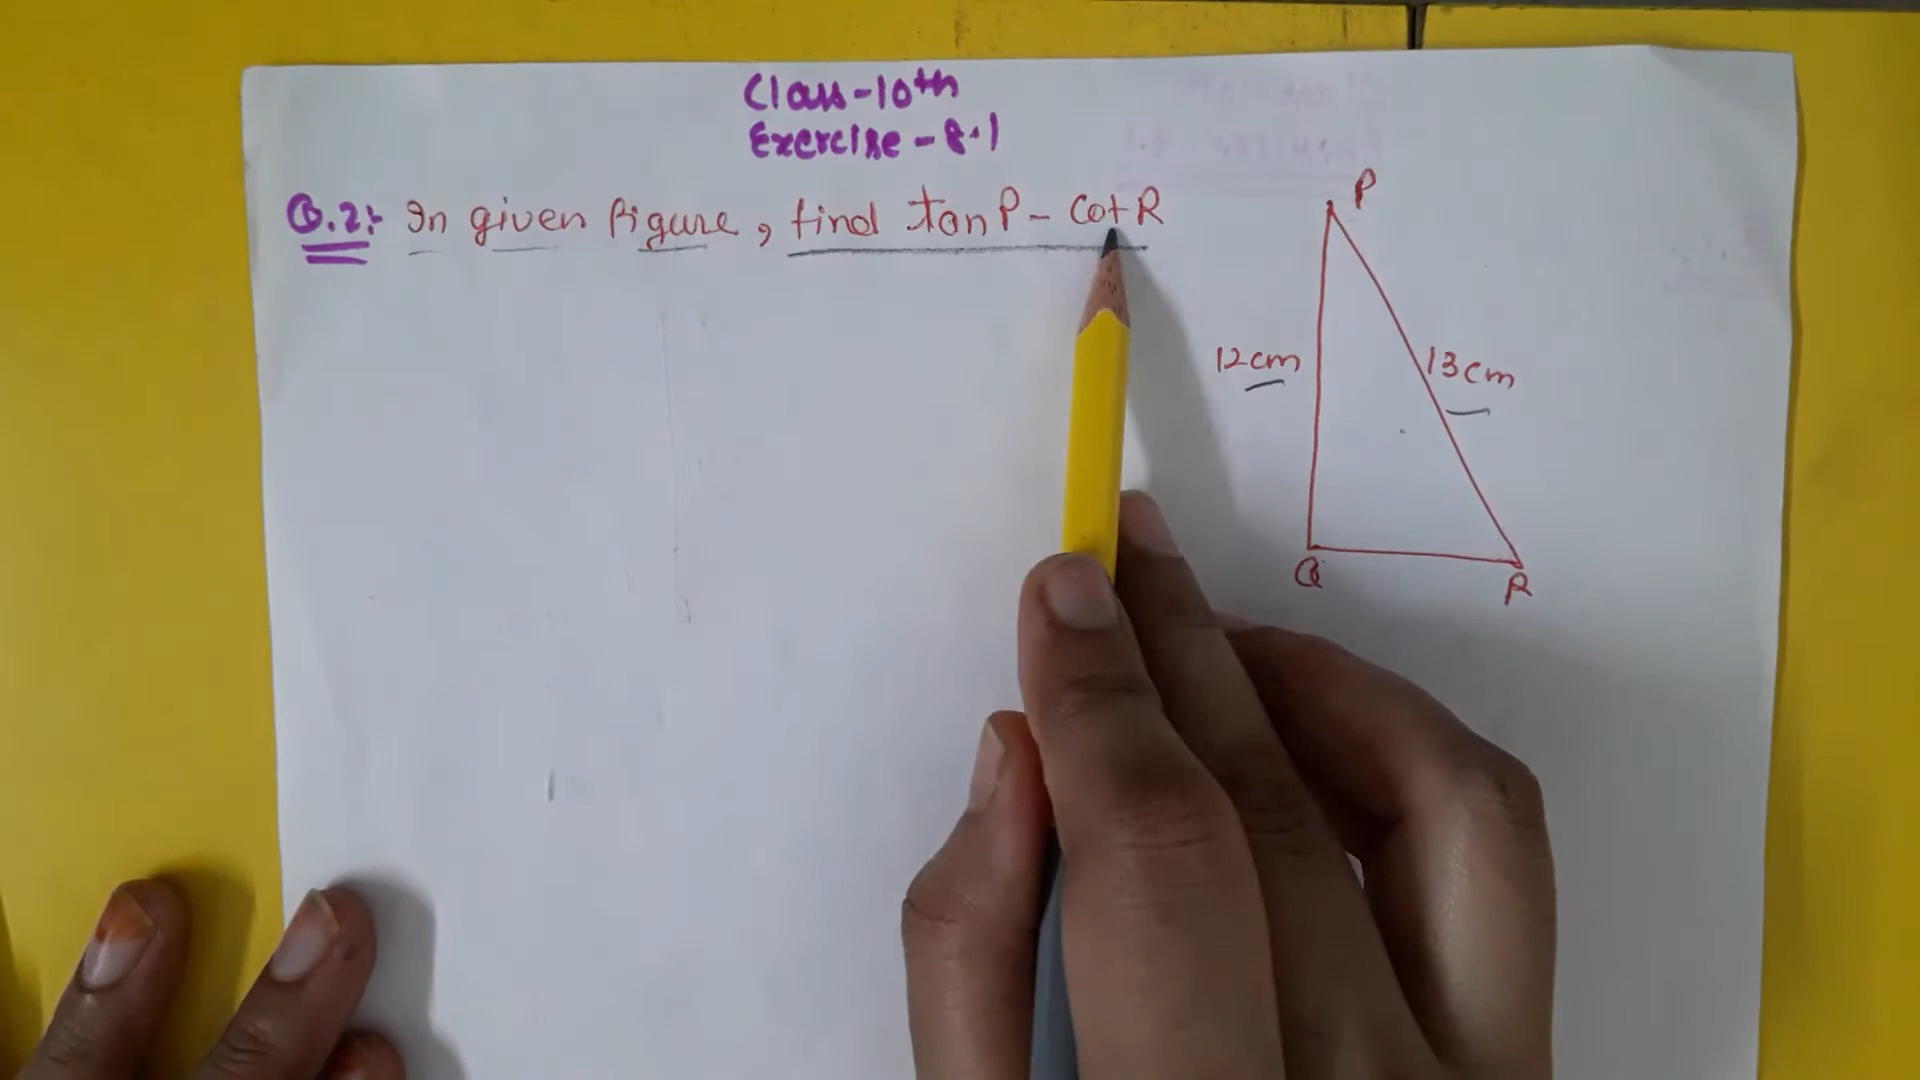 Class-10th
Exercise-8.1
Q.2:- In given figure, find tan P - Cot R
P
12cm
13cm
Q
R